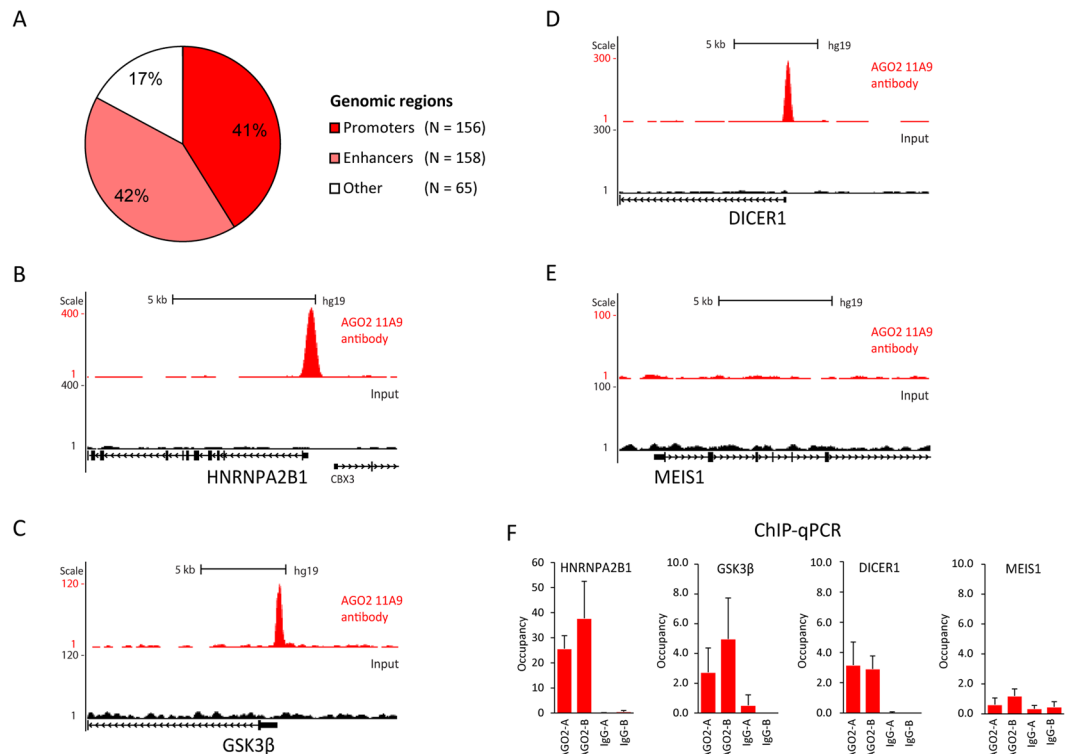 A
17%
41%
42%
Genomic regions
Promoters (N = 156)
Enhancers (N = 158)
Other (N = 65)
B
Scale
5 kb
hg19
400
AGO2 11A9
antibody
1
400
Input
1
HNRNPA2B1
CBX3
C
Scale
5 kb
hg19
120
AGO2 11A9
antibody
1
120
Input
1
GSK3β
D
Scale
5 kb
hg19
300
AGO2 11A9
antibody
1
300
Input
1
DICER1
E
Scale
5 kb
hg19
100
AGO2 11A9
antibody
1
100
Input
1
MEIS1
F
ChIP-qPCR
HNRNPA2B1
Occupancy
60
50
40
30
20
10
0
AGO2-A
AGO2-B
IgG-A
IgG-B
GSK3β
Occupancy
10.0
8.0
6.0
4.0
2.0
0.0
AGO2-A
AGO2-B
IgG-A
IgG-B
DICER1
Occupancy
10.0
8.0
6.0
4.0
2.0
0.0
AGO2-A
AGO2-B
IgG-A
IgG-B
MEIS1
Occupancy
10.0
8.0
6.0
4.0
2.0
0.0
AGO2-A
AGO2-B
IgG-A
IgG-B